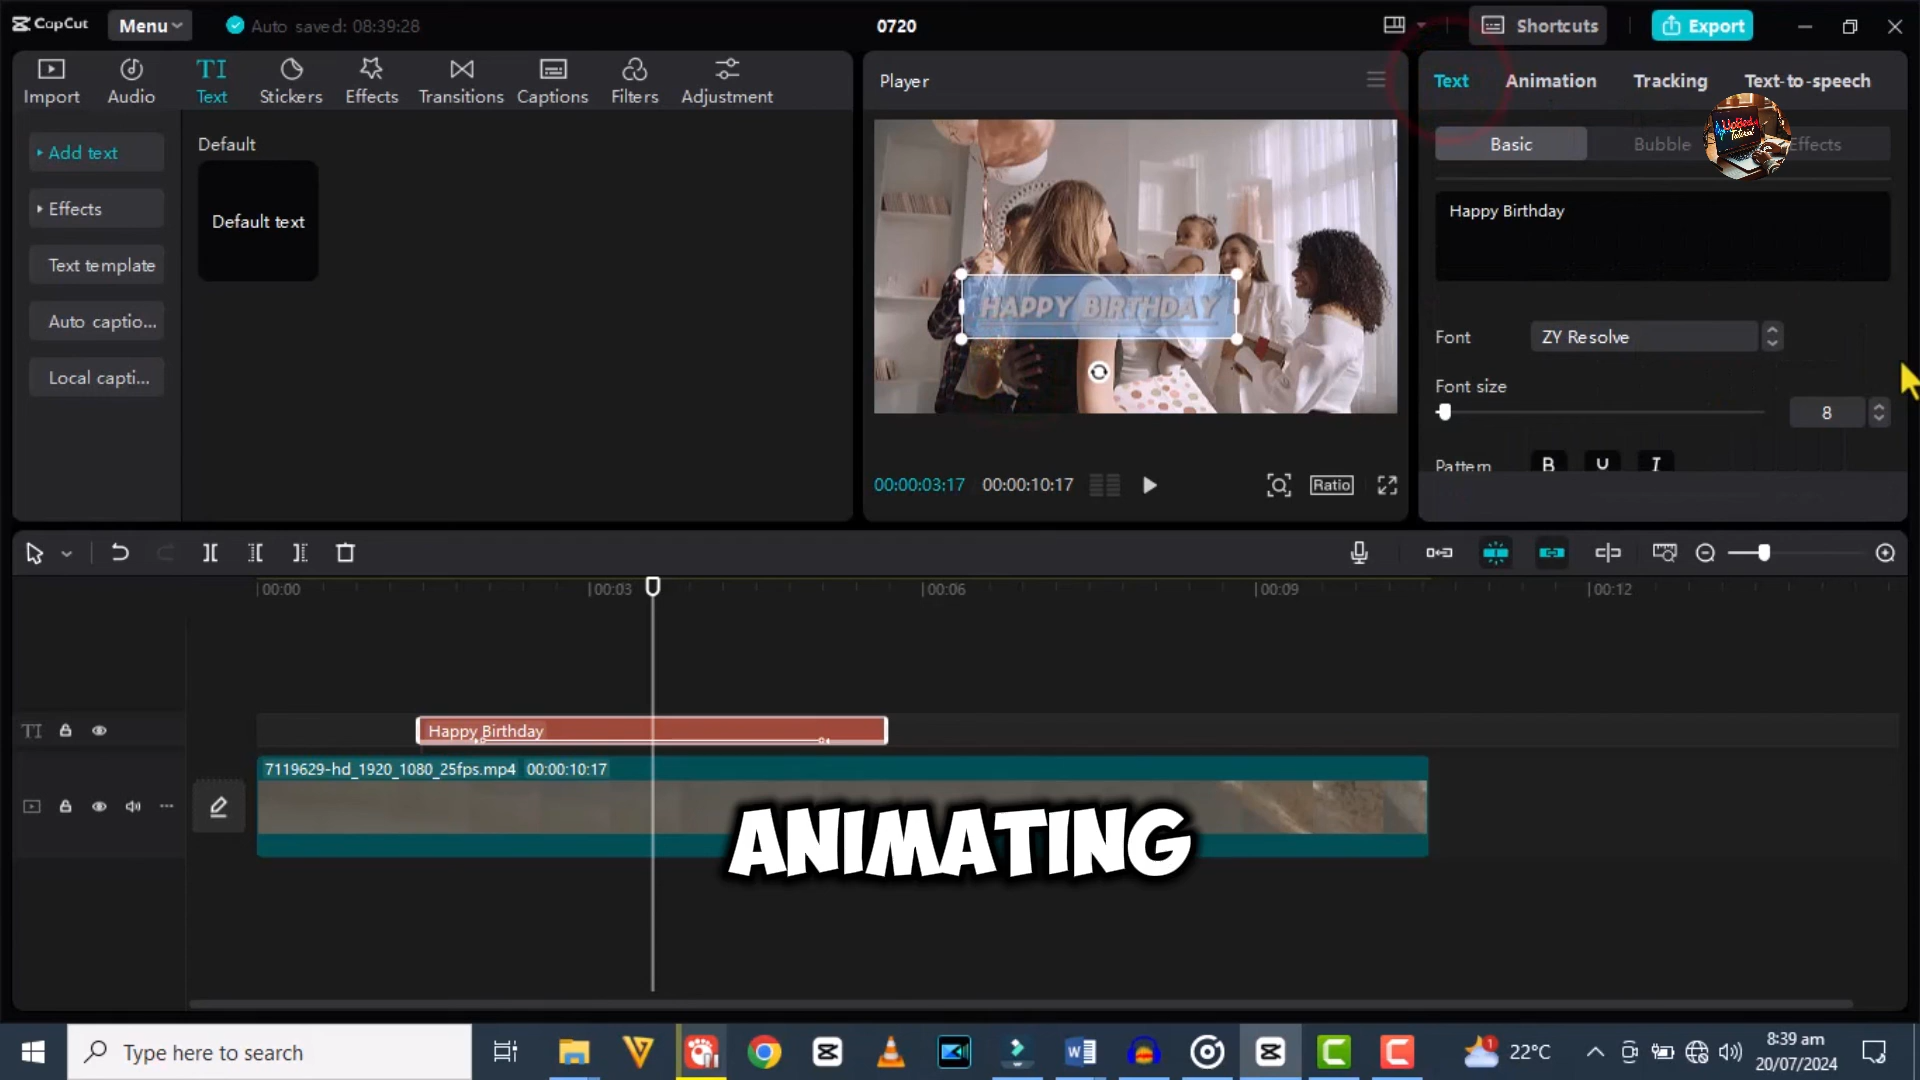 CapCut
Menu
Auto saved: 08:39:28
0720
Shortcuts
Export
Import
Audio
TI
Text
Stickers
Effects
Transitions
Captions
Filters
Adjustment
Add text
Effects
Text template
Auto captio...
Local capti...
Default
Default text
Player
HAPPY BIRTHDAY
00:00:03:17
00:00:10:17
Ratio
Text
Animation
Tracking
Text-to-speech
Basic
Bubble
Effects
Happy Birthday
Font
ZY Resolve
Font size
8
Pattern
B
U
I
00:00
00:03
00:06
00:09
00:12
TI
Happy Birthday
7119629-hd_1920_1080_25fps.mp4
00:00:10:17
ANIMATING
Type here to search
22°C
8:39 am
20/07/2024